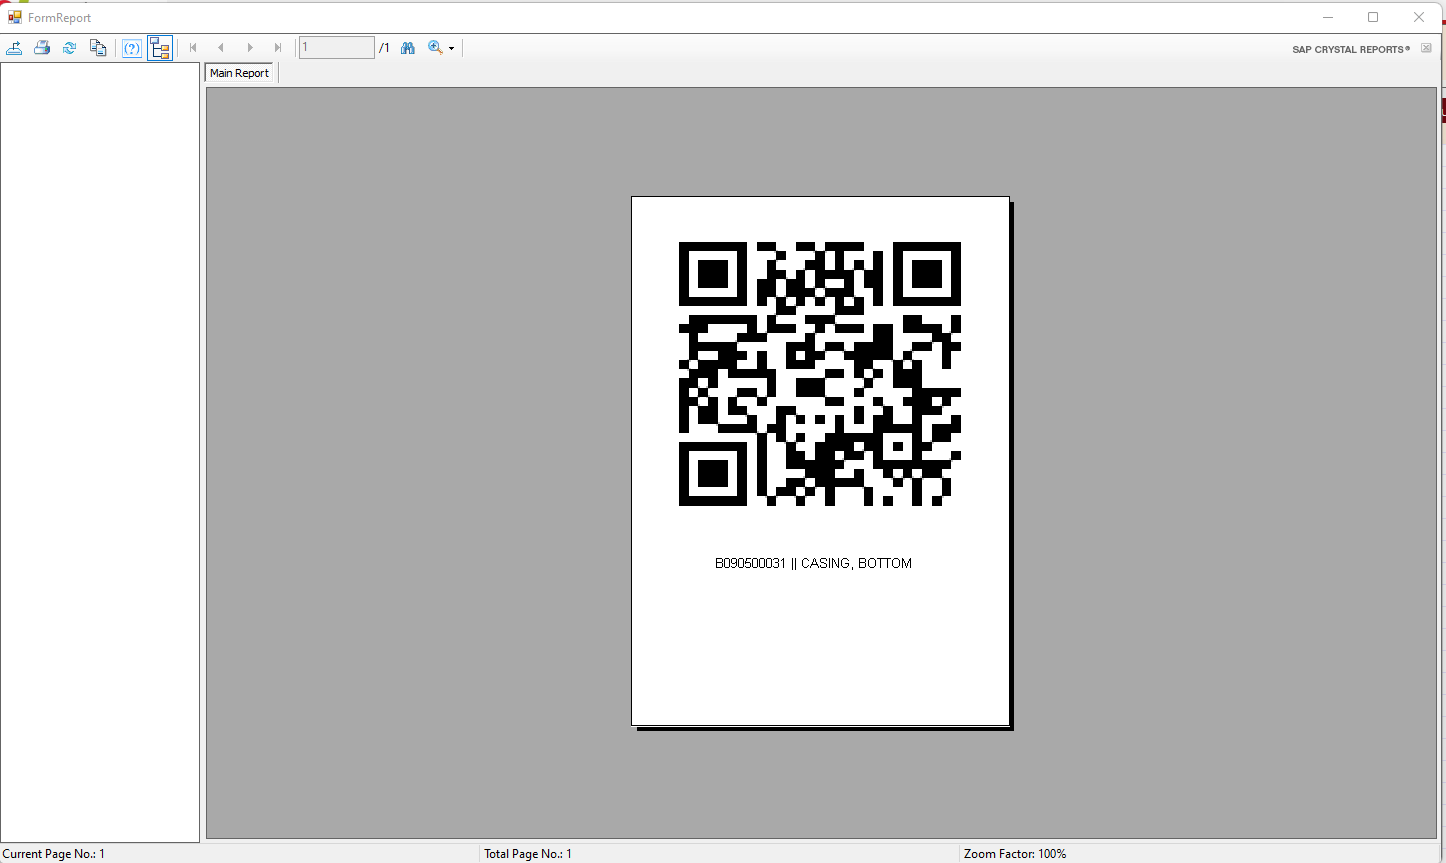 FormReport
1 /1
SAP CRYSTAL REPORTS®
Main Report
B090500031 || CASING, BOTTOM
Current Page No.: 1
Total Page No.: 1
Zoom Factor: 100%